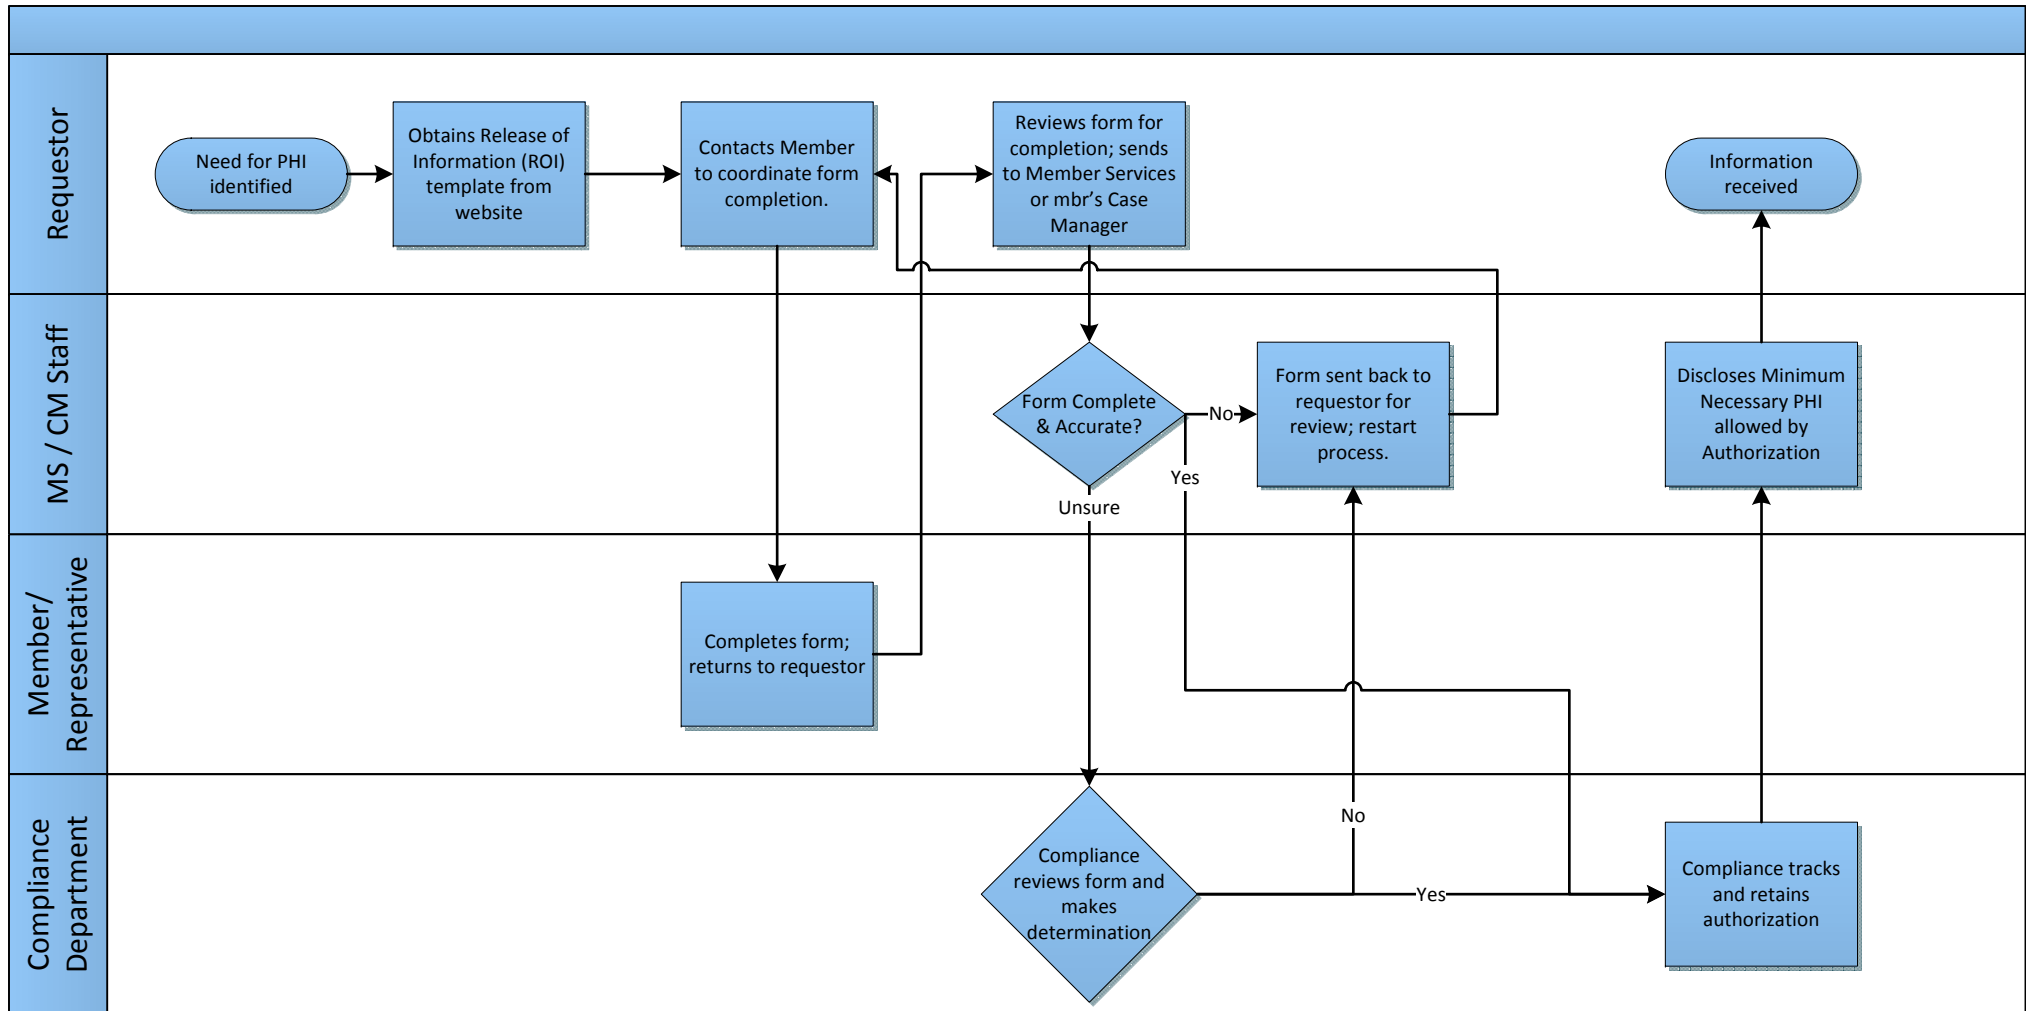 Requestor
Need for PHI
identified
Obtains Release of
Information (ROI)
template from
website
Contacts Member
to coordinate form
completion.
Reviews form for
completion; sends
to Member Services
or mbr's Case
Manager
Information
received
MS / CM Staff
Form Complete
& Accurate?
No
Yes
Unsure
Form sent back to
requestor for
review; restart
process.
Discloses Minimum
Necessary PHI
allowed by
Authorization
Member/
Representative
Completes form;
returns to requestor
Compliance
Department
Compliance
reviews form and
makes
determination
No
Yes
Compliance tracks
and retains
authorization